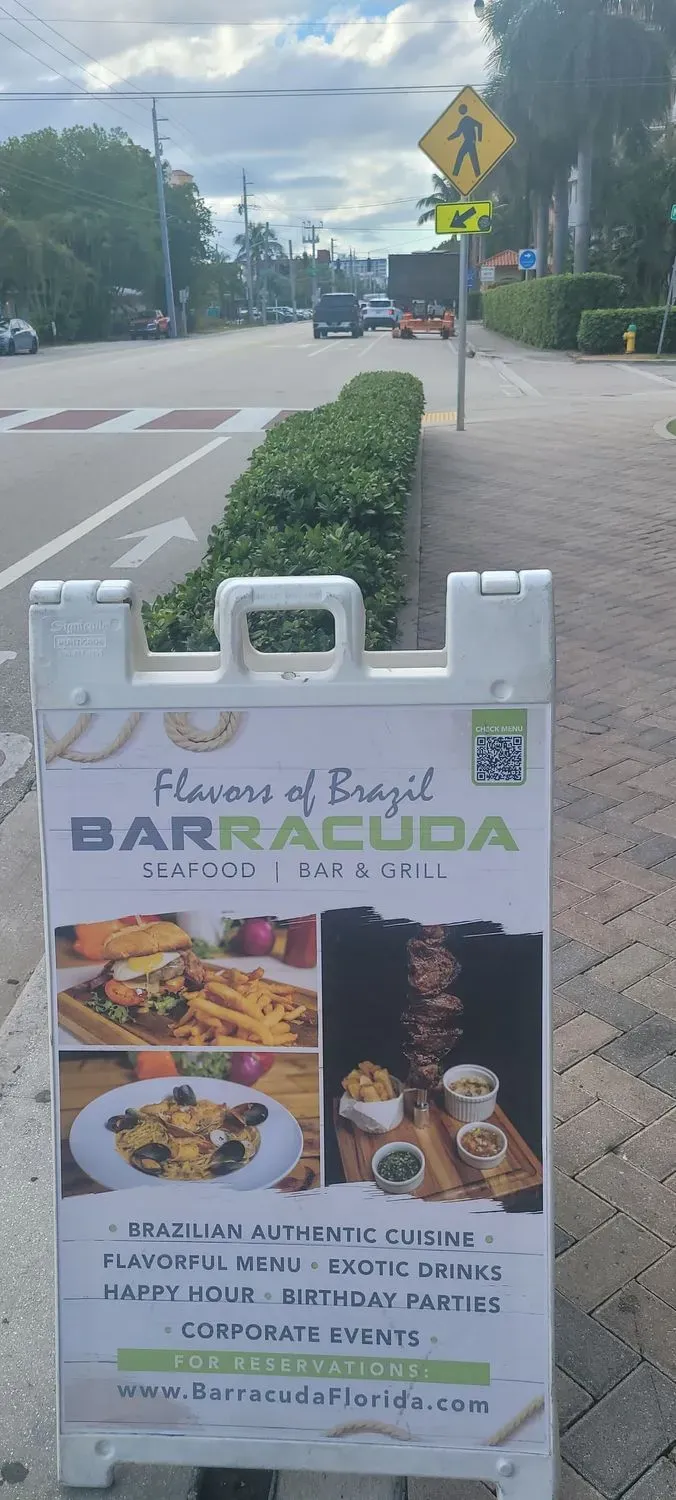 CHECK MENU
Flavors of Brazil
BARRACUDA
SEAFOOD | BAR & GRILL
• BRAZILIAN AUTHENTIC CUISINE •
FLAVORFUL MENU • EXOTIC DRINKS
HAPPY HOUR • BIRTHDAY PARTIES
• CORPORATE EVENTS •
FOR RESERVATIONS:
www.BarracudaFlorida.com